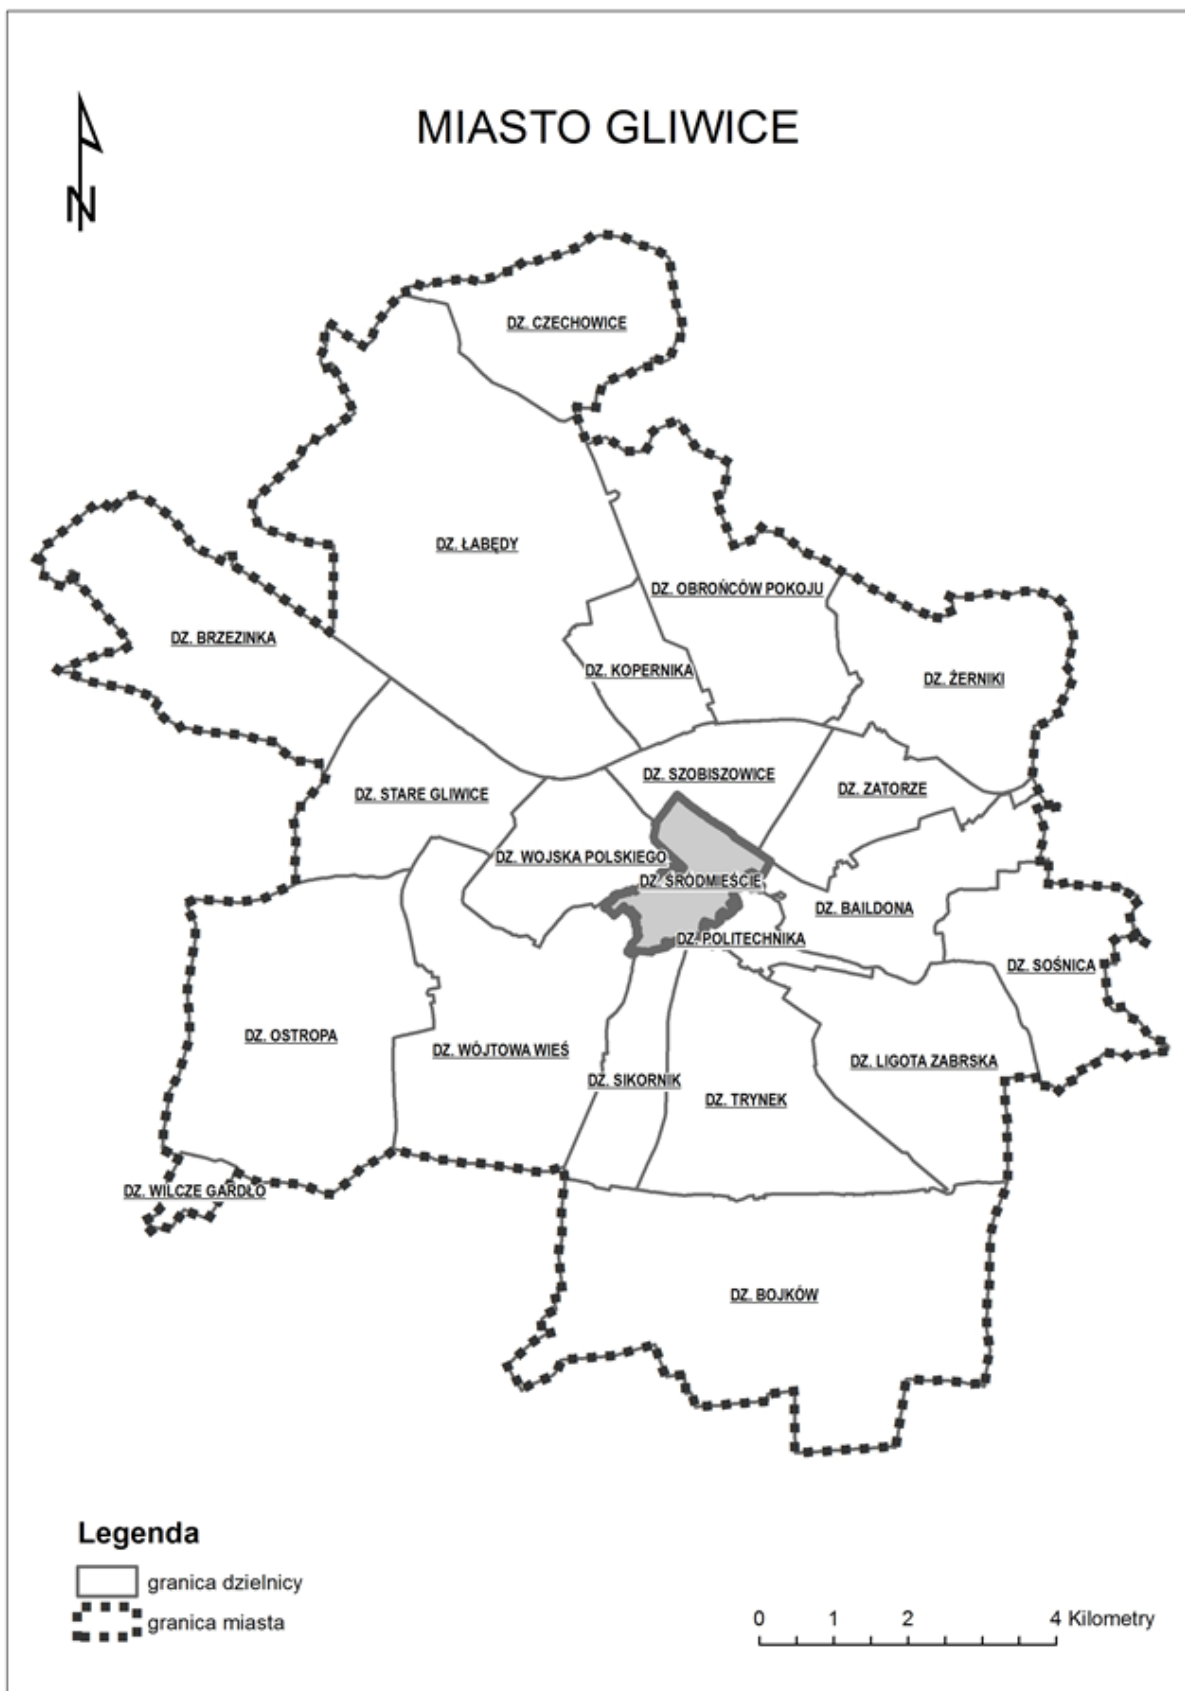 MIASTO GLIWICE
N
DZ. CZECHOWICE
DZ. ŁABĘDY
DZ. OBROŃCÓW POKOJU
DZ. BRZEZINKA
DZ. KOPERNIKA
DZ. ŻERNIKI
DZ. SZOBISZOWICE
DZ. STARE GLIWICE
DZ. ZATORZE
DZ. WOJSKA POLSKIEGO
DZ. ŚRÓDMIEŚCIE
DZ. BAILDONA
DZ. POLITECHNIKA
DZ. SOŚNICA
DZ. OSTROPA
DZ. WÓJTOWA WIEŚ
DZ. LIGOTA ZABRSKA
DZ. SIKORNIK
DZ. TRYNEK
DZ. WILCZE GARDŁO
DZ. BOJKÓW
Legenda
granica dzielnicy
granica miasta
0 1 2 4 Kilometry